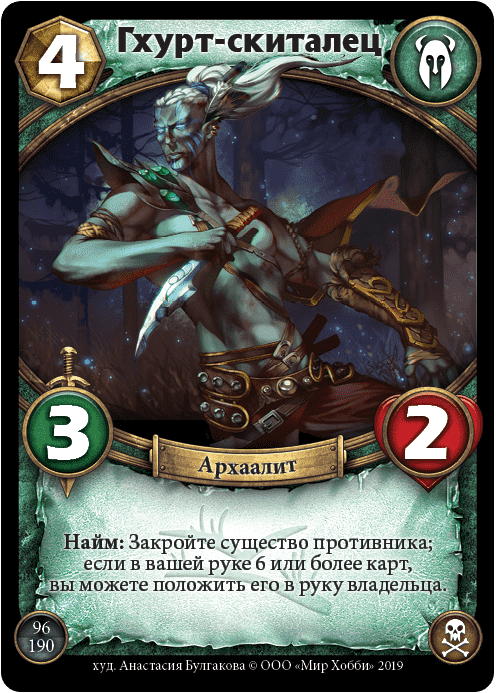 4
Гхурт-скиталец
3
2
Архаалит
Найм: Закройте существо противника;
если в вашей руке 6 или более карт,
вы можете положить его в руку владельца.
96
190
худ. Анастасия Булгакова © ООО «Мир Хобби» 2019